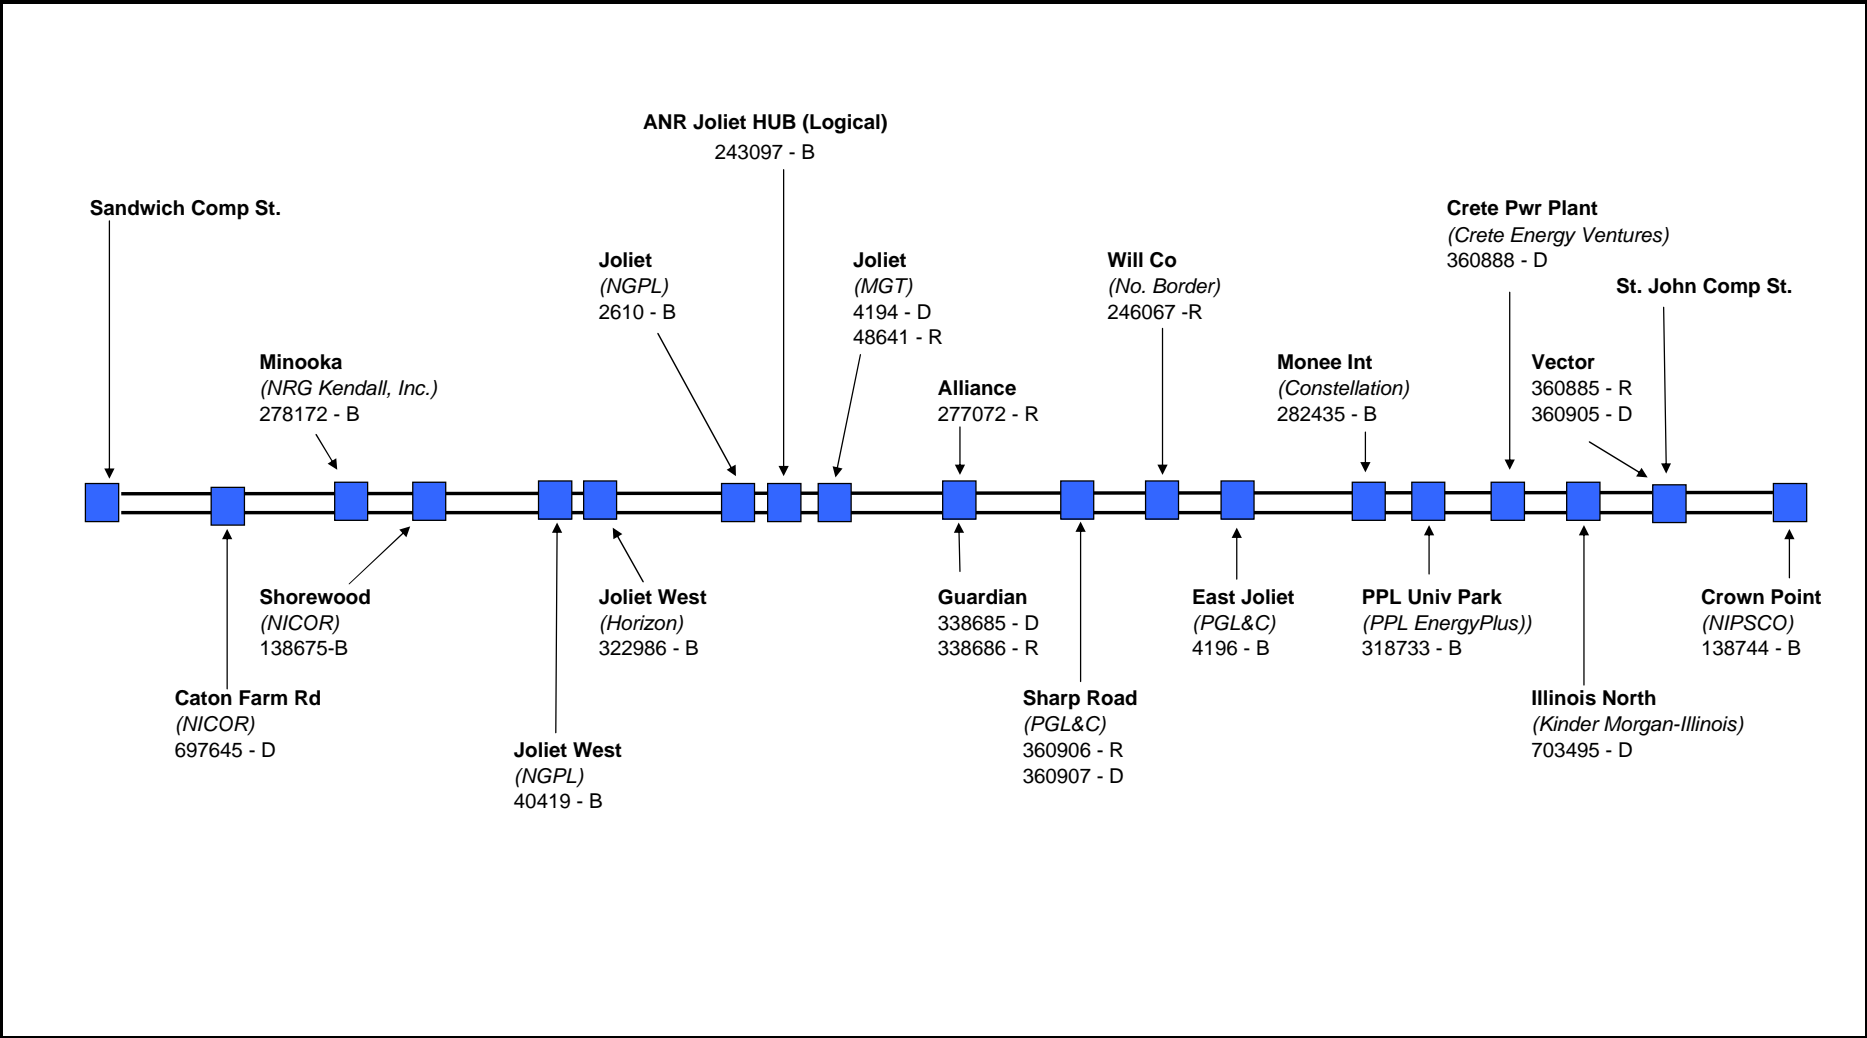 ANR Joliet HUB (Logical)
243097 - B
Sandwich Comp St.
Crete Pwr Plant
(Crete Energy Ventures)
360888 - D
Joliet
(NGPL)
2610 - B
Joliet
(MGT)
4194 - D
48641 - R
Will Co
(No. Border)
246067 -R
St. John Comp St.
Minooka
(NRG Kendall, Inc.)
278172 - B
Alliance
277072 - R
Monee Int
(Constellation)
282435 - B
Vector
360885 - R
360905 - D
Shorewood
(NICOR)
138675-B
Joliet West
(Horizon)
322986 - B
Guardian
338685 - D
338686 - R
East Joliet
(PGL&C)
4196 - B
PPL Univ Park
(PPL EnergyPlus))
318733 - B
Crown Point
(NIPSCO)
138744 - B
Caton Farm Rd
(NICOR)
697645 - D
Sharp Road
(PGL&C)
360906 - R
360907 - D
Illinois North
(Kinder Morgan-Illinois)
703495 - D
Joliet West
(NGPL)
40419 - B